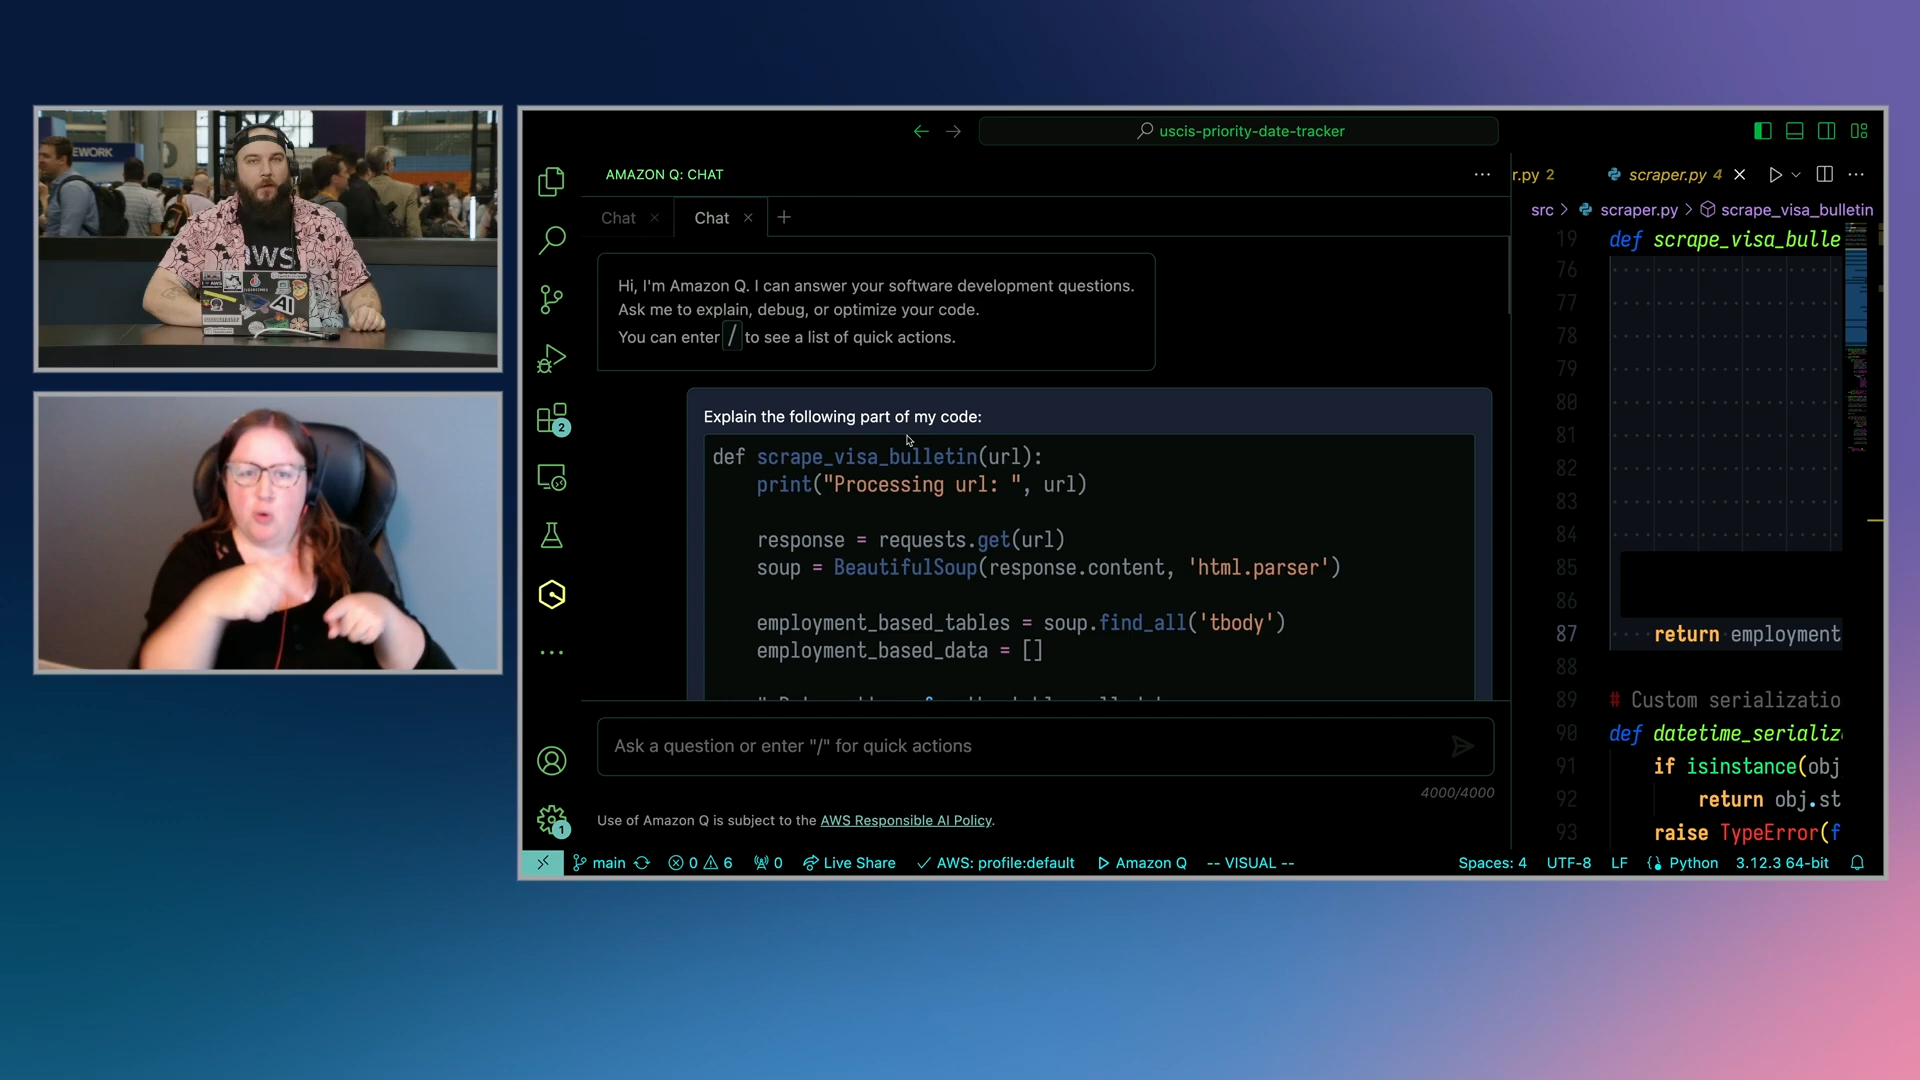 EWORK
AWS
AI
uscis-priority-date-tracker
AMAZON Q: CHAT
Chat
Chat
Hi, I'm Amazon Q. I can answer your software development questions.
Ask me to explain, debug, or optimize your code.
You can enter / to see a list of quick actions.
Explain the following part of my code:
def scrape_visa_bulletin(url):
print("Processing url: ", url)
response = requests.get(url)
soup = BeautifulSoup(response.content, 'html.parser')
employment_based_tables = soup.find_all('tbody')
employment_based_data = []
Ask a question or enter "/" for quick actions
4000/4000
Use of Amazon Q is subject to the AWS Responsible AI Policy.
r.py 2
scraper.py 4
src > scraper.py > scrape_visa_bulletin
19 def scrape_visa_bulle
76
77
78
79
80
81
82
83
84
85
86
87 return employment
88
89 # Custom serializatio
90 def datetime_serializ
91 if isinstance(obj
92 return obj.st
93 raise TypeError(f
2
1
main 0 6 0 Live Share AWS: profile:default Amazon Q -- VISUAL -- Spaces: 4 UTF-8 LF Python 3.12.3 64-bit